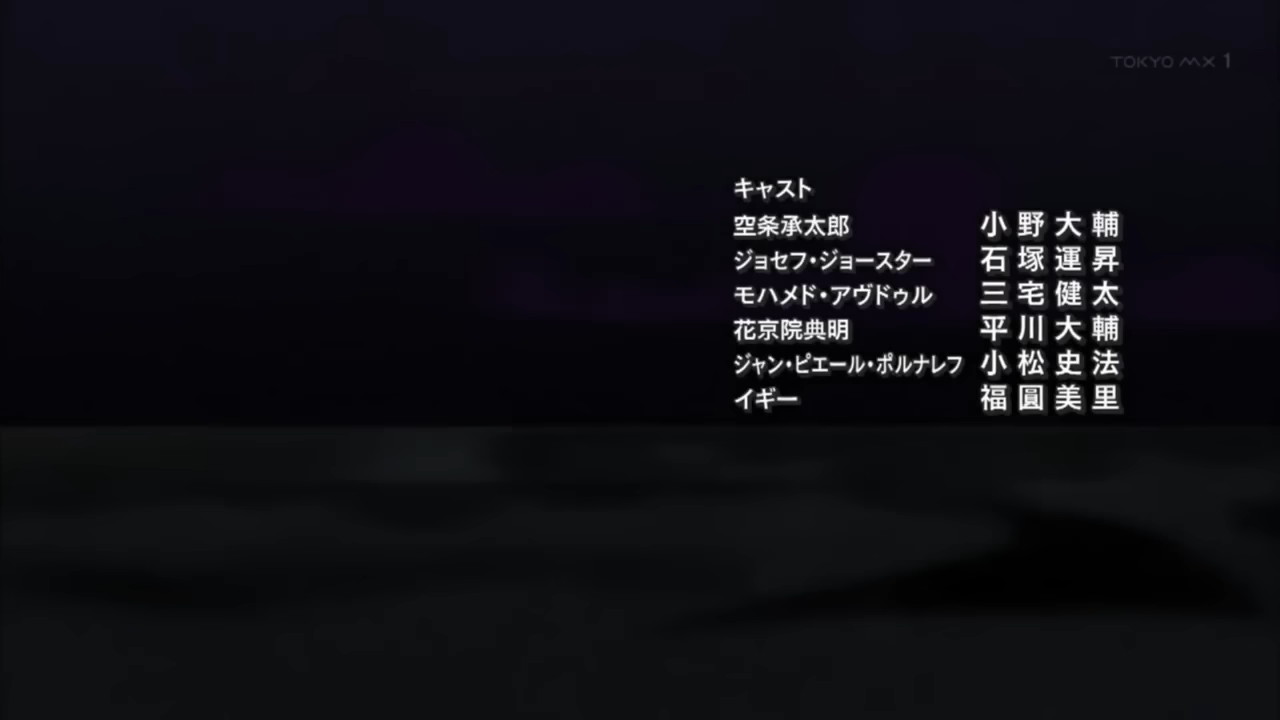 TOKYO MX 1
キャスト
空条承太郎 小野大輔
ジョセフ・ジョースター 石塚運昇
モハメド・アヴドゥル 三宅健太
花京院典明 平川大輔
ジャン・ピエール・ポルナレフ 小松史法
イギー 福圓美里